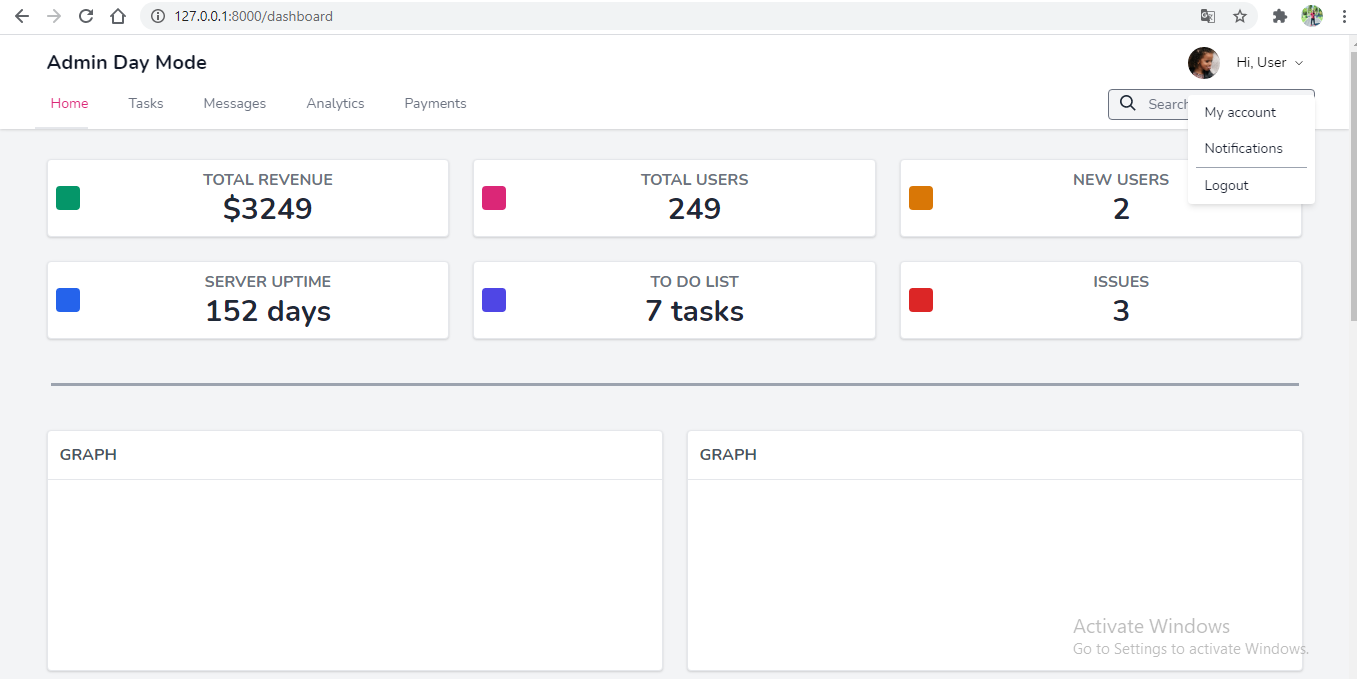 127.0.0.1:8000/dashboard
Admin Day Mode
Hi, User
Home Tasks Messages Analytics Payments
Search
My account
Notifications
Logout
TOTAL REVENUE
$3249
TOTAL USERS
249
NEW USERS
2
SERVER UPTIME
152 days
TO DO LIST
7 tasks
ISSUES
3
GRAPH
GRAPH
Activate Windows
Go to Settings to activate Windows.